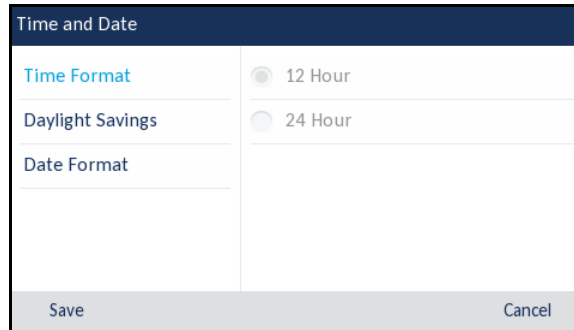 Time and Date
Time Format
12 Hour
Daylight Savings
24 Hour
Date Format
Save
Cancel